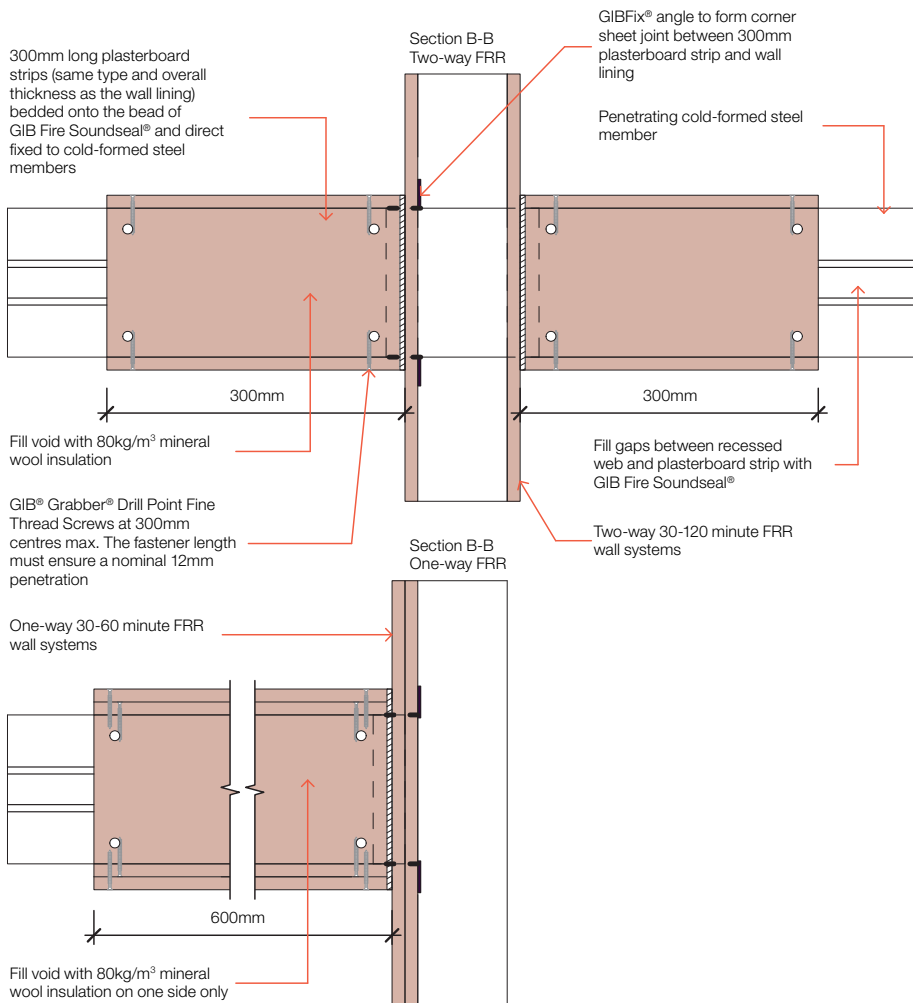 300mm long plasterboard
strips (same type and overall
thickness as the wall lining)
bedded onto the bead of
GIB Fire Soundseal® and direct
fixed to cold-formed steel
members
Section B-B
Two-way FRR
GIBFix® angle to form corner
sheet joint between 300mm
plasterboard strip and wall
lining
Penetrating cold-formed steel
member
300mm
300mm
Fill void with 80kg/m³ mineral
wool insulation
Fill gaps between recessed
web and plasterboard strip with
GIB Fire Soundseal®
GIB® Grabber® Drill Point Fine
Thread Screws at 300mm
centres max. The fastener length
must ensure a nominal 12mm
penetration
Two-way 30-120 minute FRR
wall systems
Section B-B
One-way FRR
One-way 30-60 minute FRR
wall systems
600mm
Fill void with 80kg/m³ mineral
wool insulation on one side only